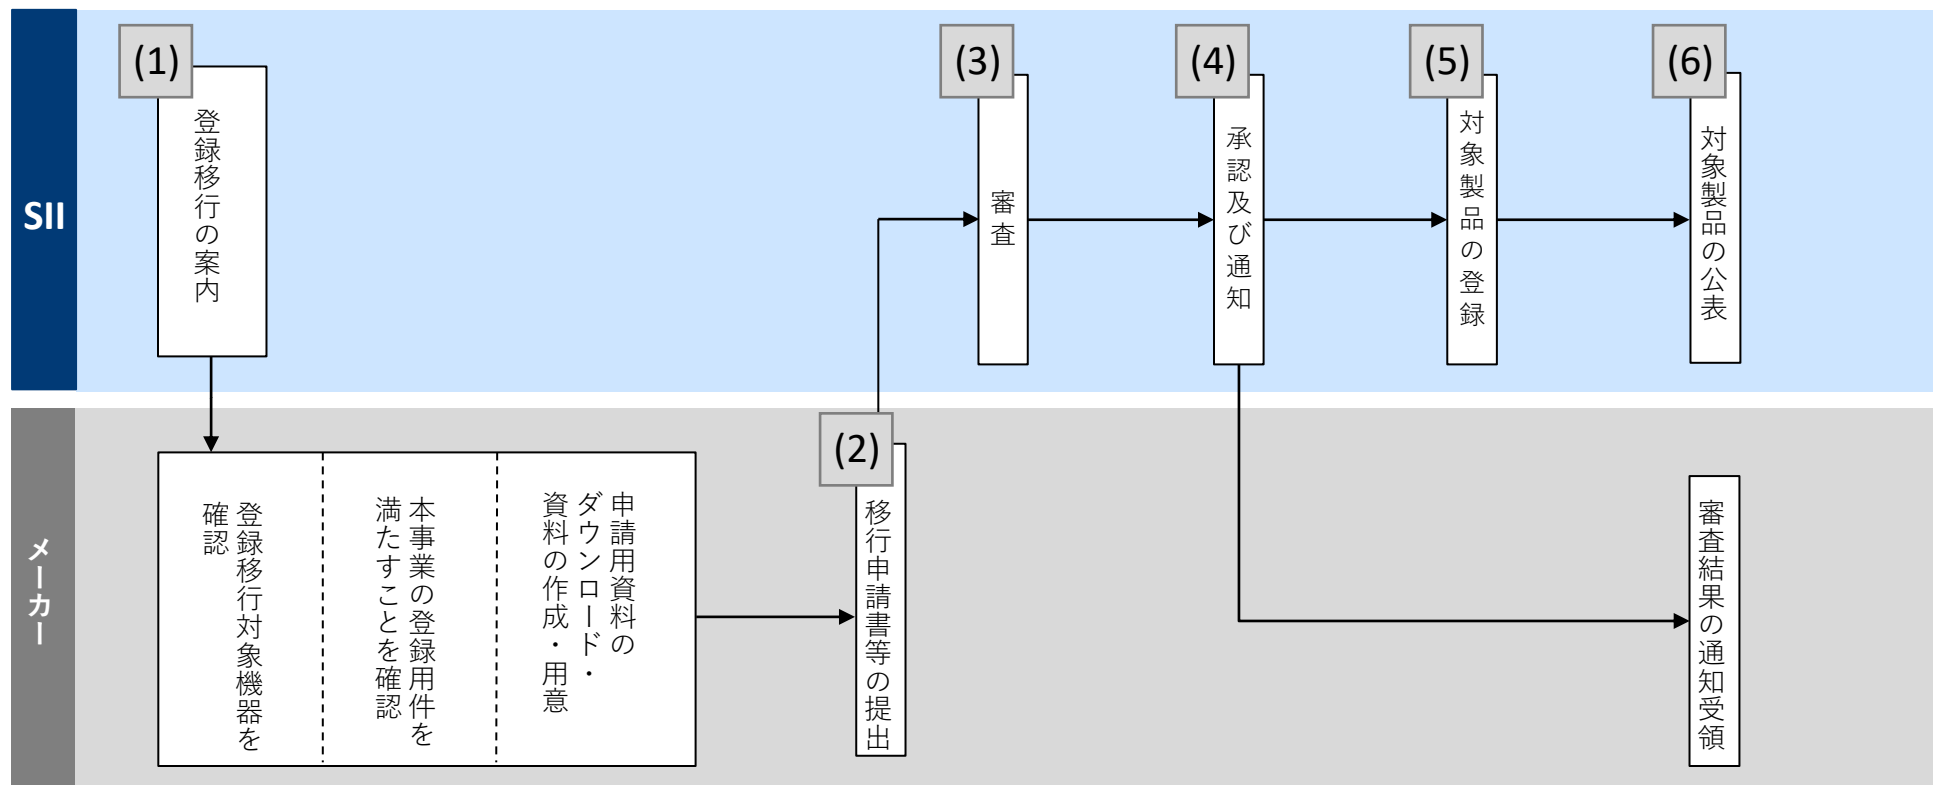 SII
(1)
登録移行の案内
(3)
審査
(4)
承認及び通知
(5)
対象製品の登録
(6)
対象製品の公表
メーカー
登録移行対象機器を
確認
本事業の登録用件を
満たすことを確認
申請用資料の
ダウンロード・
資料の作成・用意
(2)
移行申請書等の提出
審査結果の通知受領